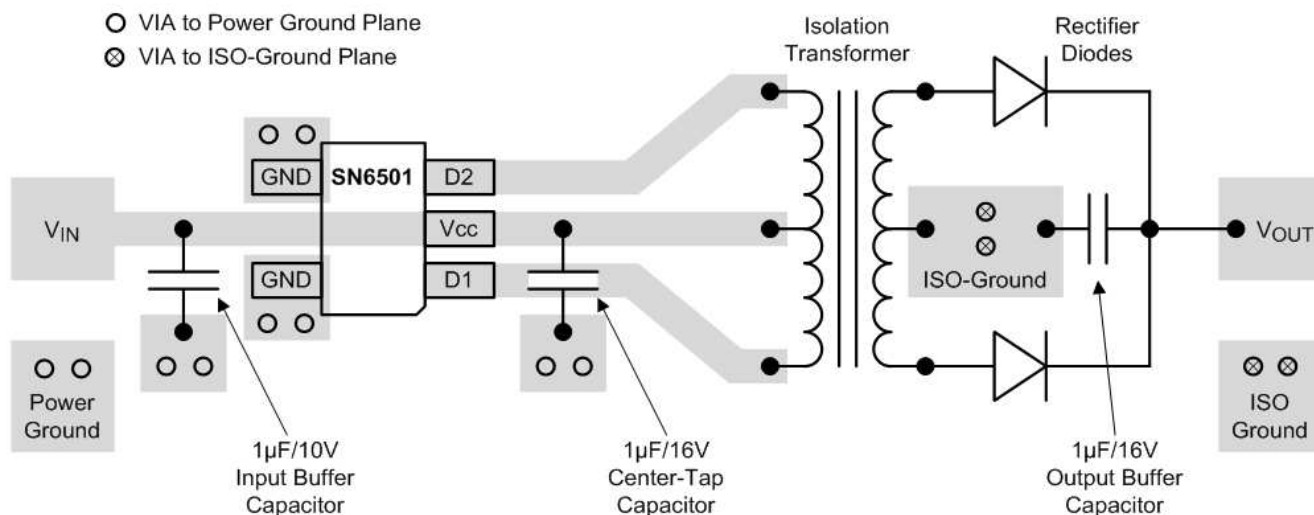 VIA to Power Ground Plane
VIA to ISO-Ground Plane
Isolation
Transformer
Rectifier
Diodes
GND
SN6501
D2
VIN
Vcc
GND
D1
ISO-Ground
VOUT
Power
Ground
ISO
Ground
1µF/10V
Input Buffer
Capacitor
1µF/16V
Center-Tap
Capacitor
1µF/16V
Output Buffer
Capacitor